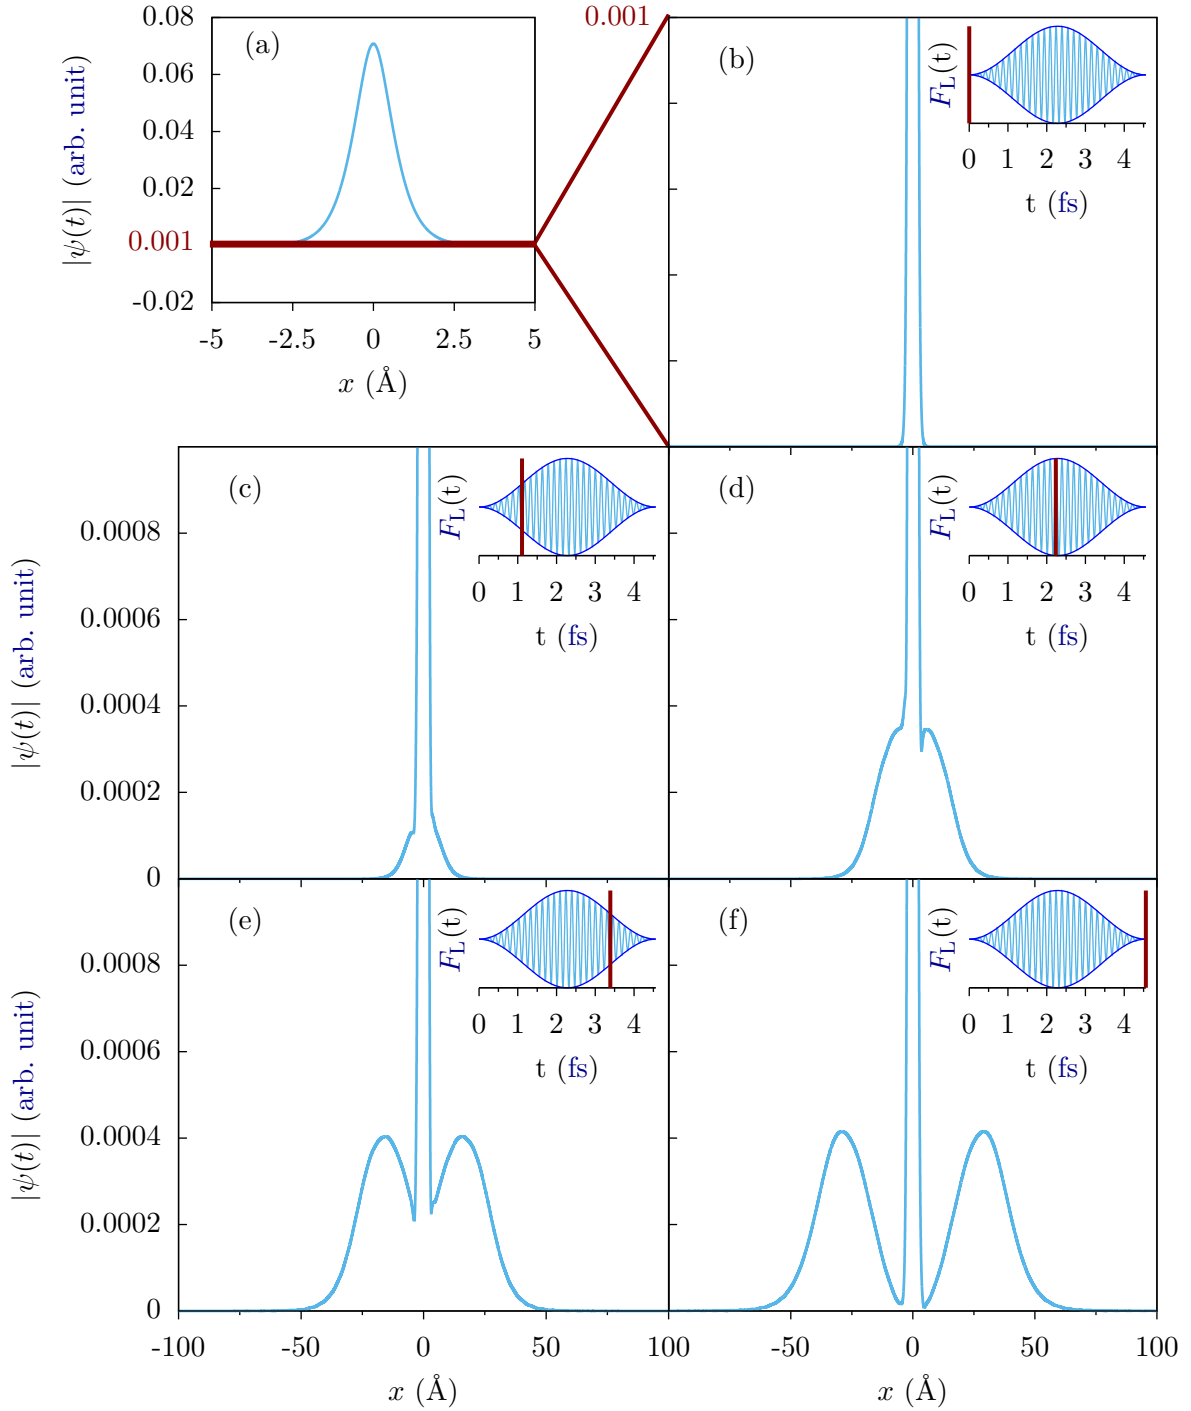 0.08
0.06
0.04
0.02
0.001
-0.02
-5
-2.5
0
2.5
5
x (Å)
|ψ(t)| (arb. unit)
(a)
0.001
(b)
F_L(t)
0 1 2 3 4
t (fs)
(c)
F_L(t)
0 1 2 3 4
t (fs)
(d)
F_L(t)
0 1 2 3 4
t (fs)
0.0008
0.0006
0.0004
0.0002
0
|ψ(t)| (arb. unit)
(e)
F_L(t)
0 1 2 3 4
t (fs)
(f)
F_L(t)
0 1 2 3 4
t (fs)
0.0008
0.0006
0.0004
0.0002
0
|ψ(t)| (arb. unit)
-100 -50 0 50 100 -50 0 50 100
x (Å) x (Å)